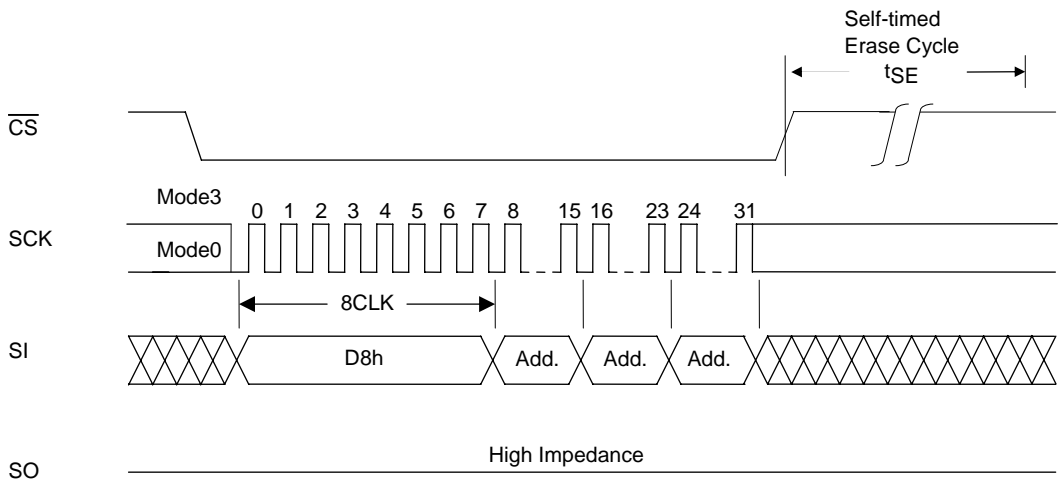 Self-timed
Erase Cycle
tSE
CS
Mode3
0 1 2 3 4 5 6 7 8 15 16 23 24 31
SCK
Mode0
8CLK
SI
D8h Add. Add. Add.
High Impedance
SO